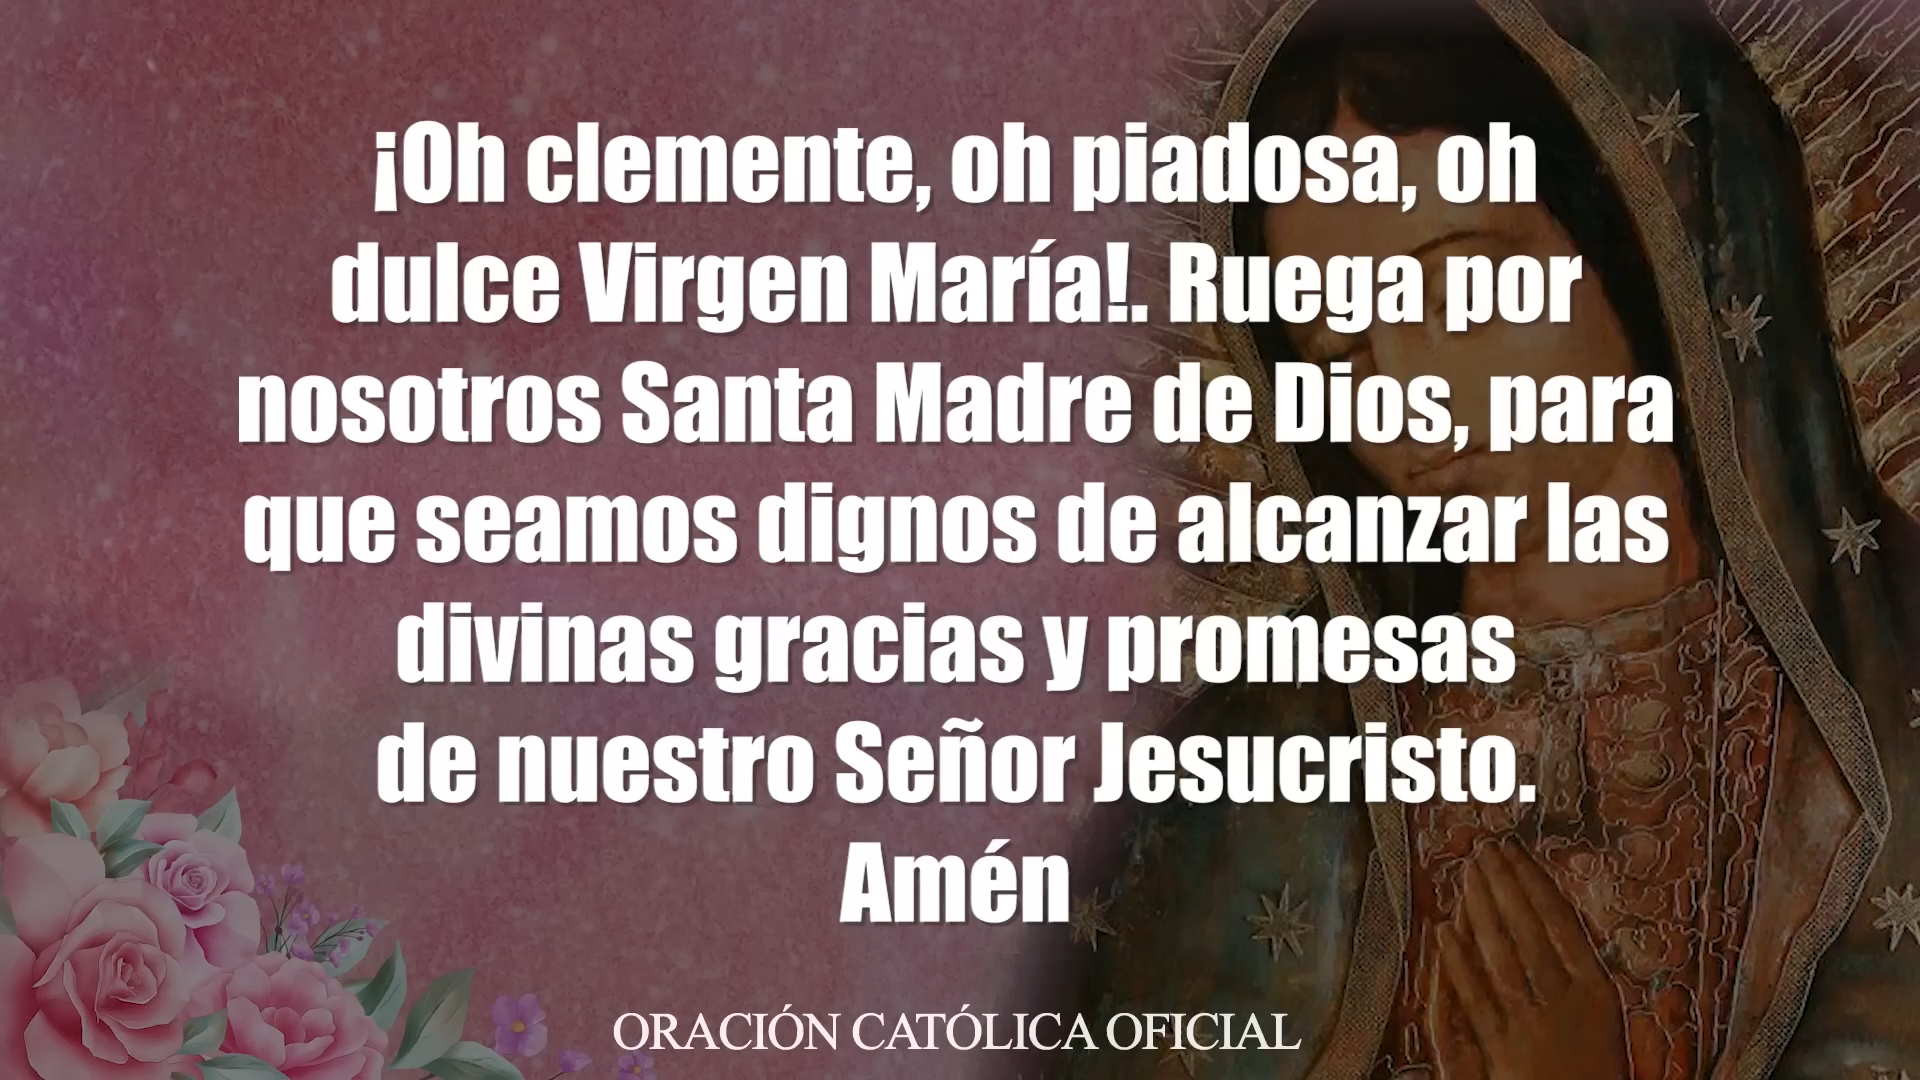 ¡Oh clemente, oh piadosa, oh
dulce Virgen María!. Ruega por
nosotros Santa Madre de Dios, para
que seamos dignos de alcanzar las
divinas gracias y promesas
de nuestro Señor Jesucristo.
Amén
ORACIÓN CATÓLICA OFICIAL